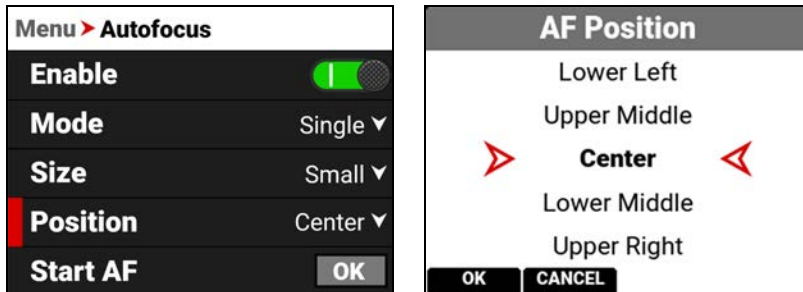 Menu > Autofocus
Enable
Mode Single
Size Small
Position Center
Start AF OK
AF Position
Lower Left
Upper Middle
Center
Lower Middle
Upper Right
OK CANCEL